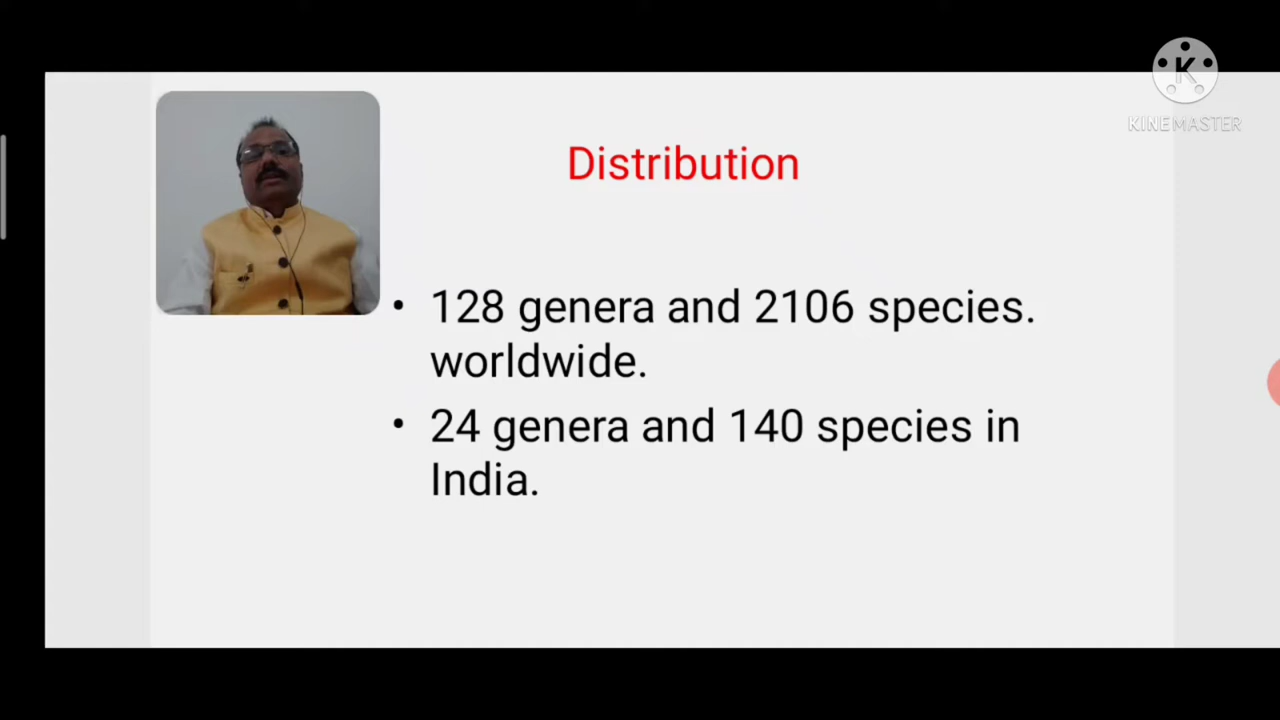 KINEMASTER
Distribution
• 128 genera and 2106 species.
worldwide.
• 24 genera and 140 species in
India.